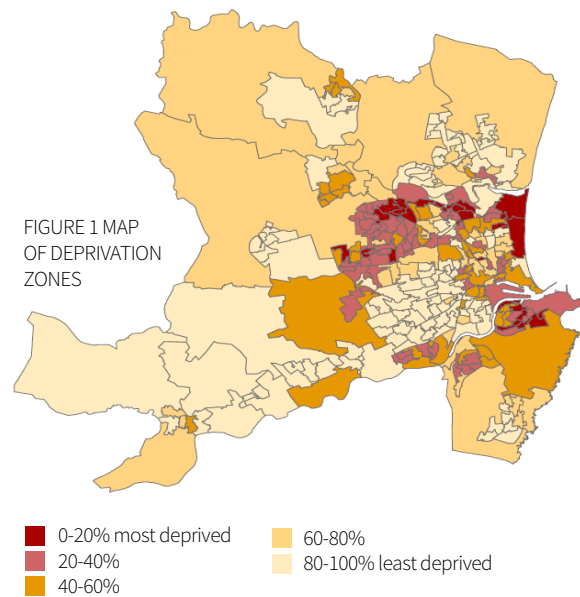 FIGURE 1 MAP
OF DEPRIVATION
ZONES
0-20% most deprived
20-40%
40-60%
60-80%
80-100% least deprived